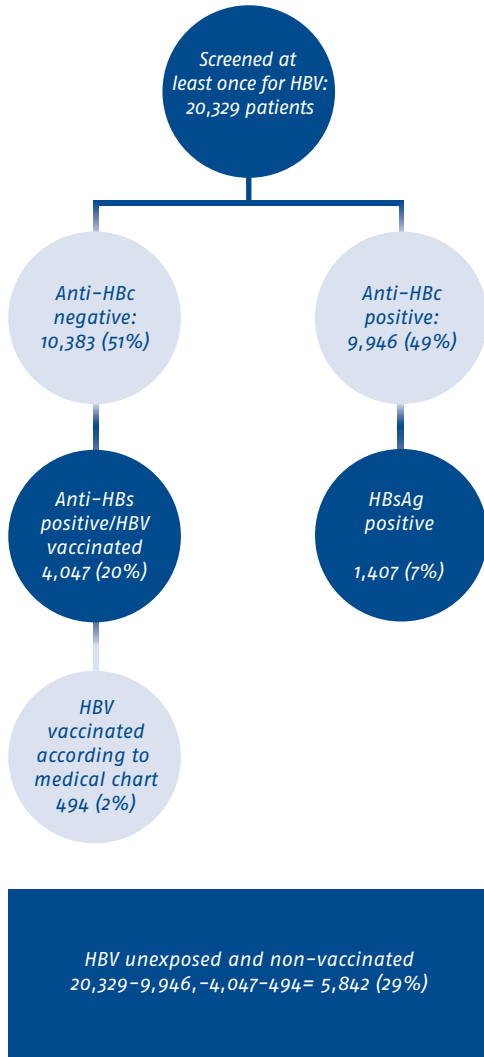 Screened at
least once for HBV:
20,329 patients
Anti-HBc
negative:
10,383 (51%)
Anti-HBc
positive:
9,946 (49%)
Anti-HBs
positive/HBV
vaccinated
4,047 (20%)
HBsAg
positive
1,407 (7%)
HBV
vaccinated
according to
medical chart
494 (2%)
HBV unexposed and non-vaccinated
20,329-9,946,-4,047-494= 5,842 (29%)